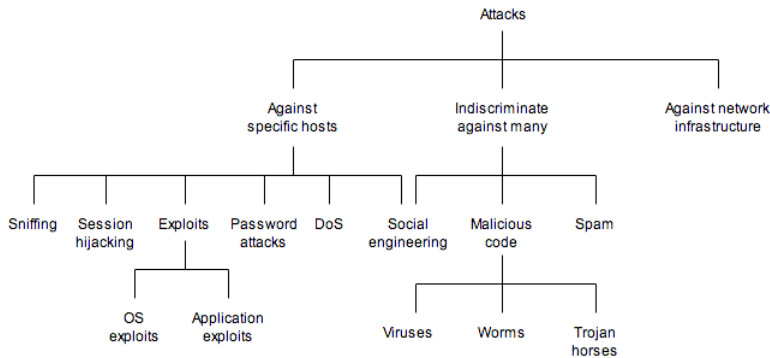 Attacks
Against
specific hosts
Indiscriminate
against many
Against network
infrastructure
Sniffing
Session
hijacking
Exploits
Password
attacks
DoS
Social
engineering
Malicious
code
Spam
OS
exploits
Application
exploits
Viruses
Worms
Trojan
horses